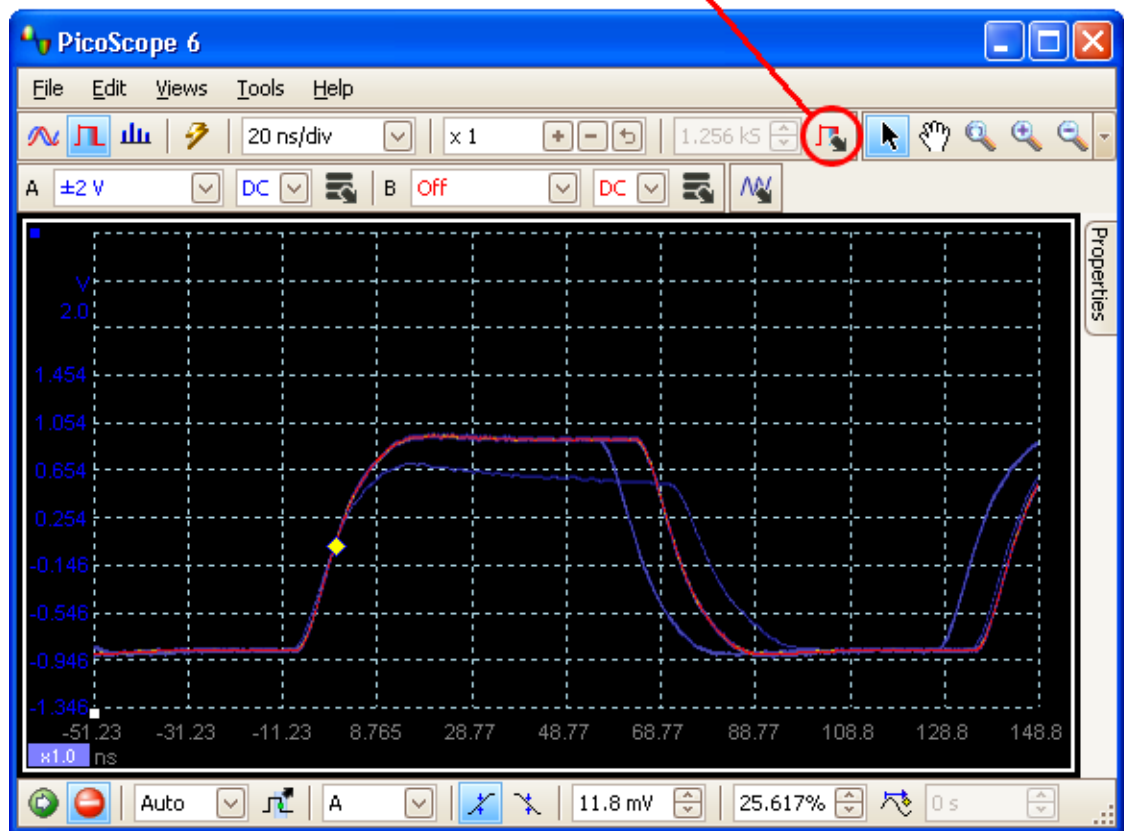 PicoScope 6
File Edit Views Tools Help
20 ns/div x 1 1.256 kS
A ±2 V DC B Off DC
Properties
V
2.0
1.454
1.054
0.654
0.254
-0.146
-0.546
-0.946
-1.346
-51.23 -31.23 -11.23 8.765 28.77 48.77 68.77 88.77 108.8 128.8 148.8
x1.0 ns
Auto A 11.8 mV 25.617% 0 s